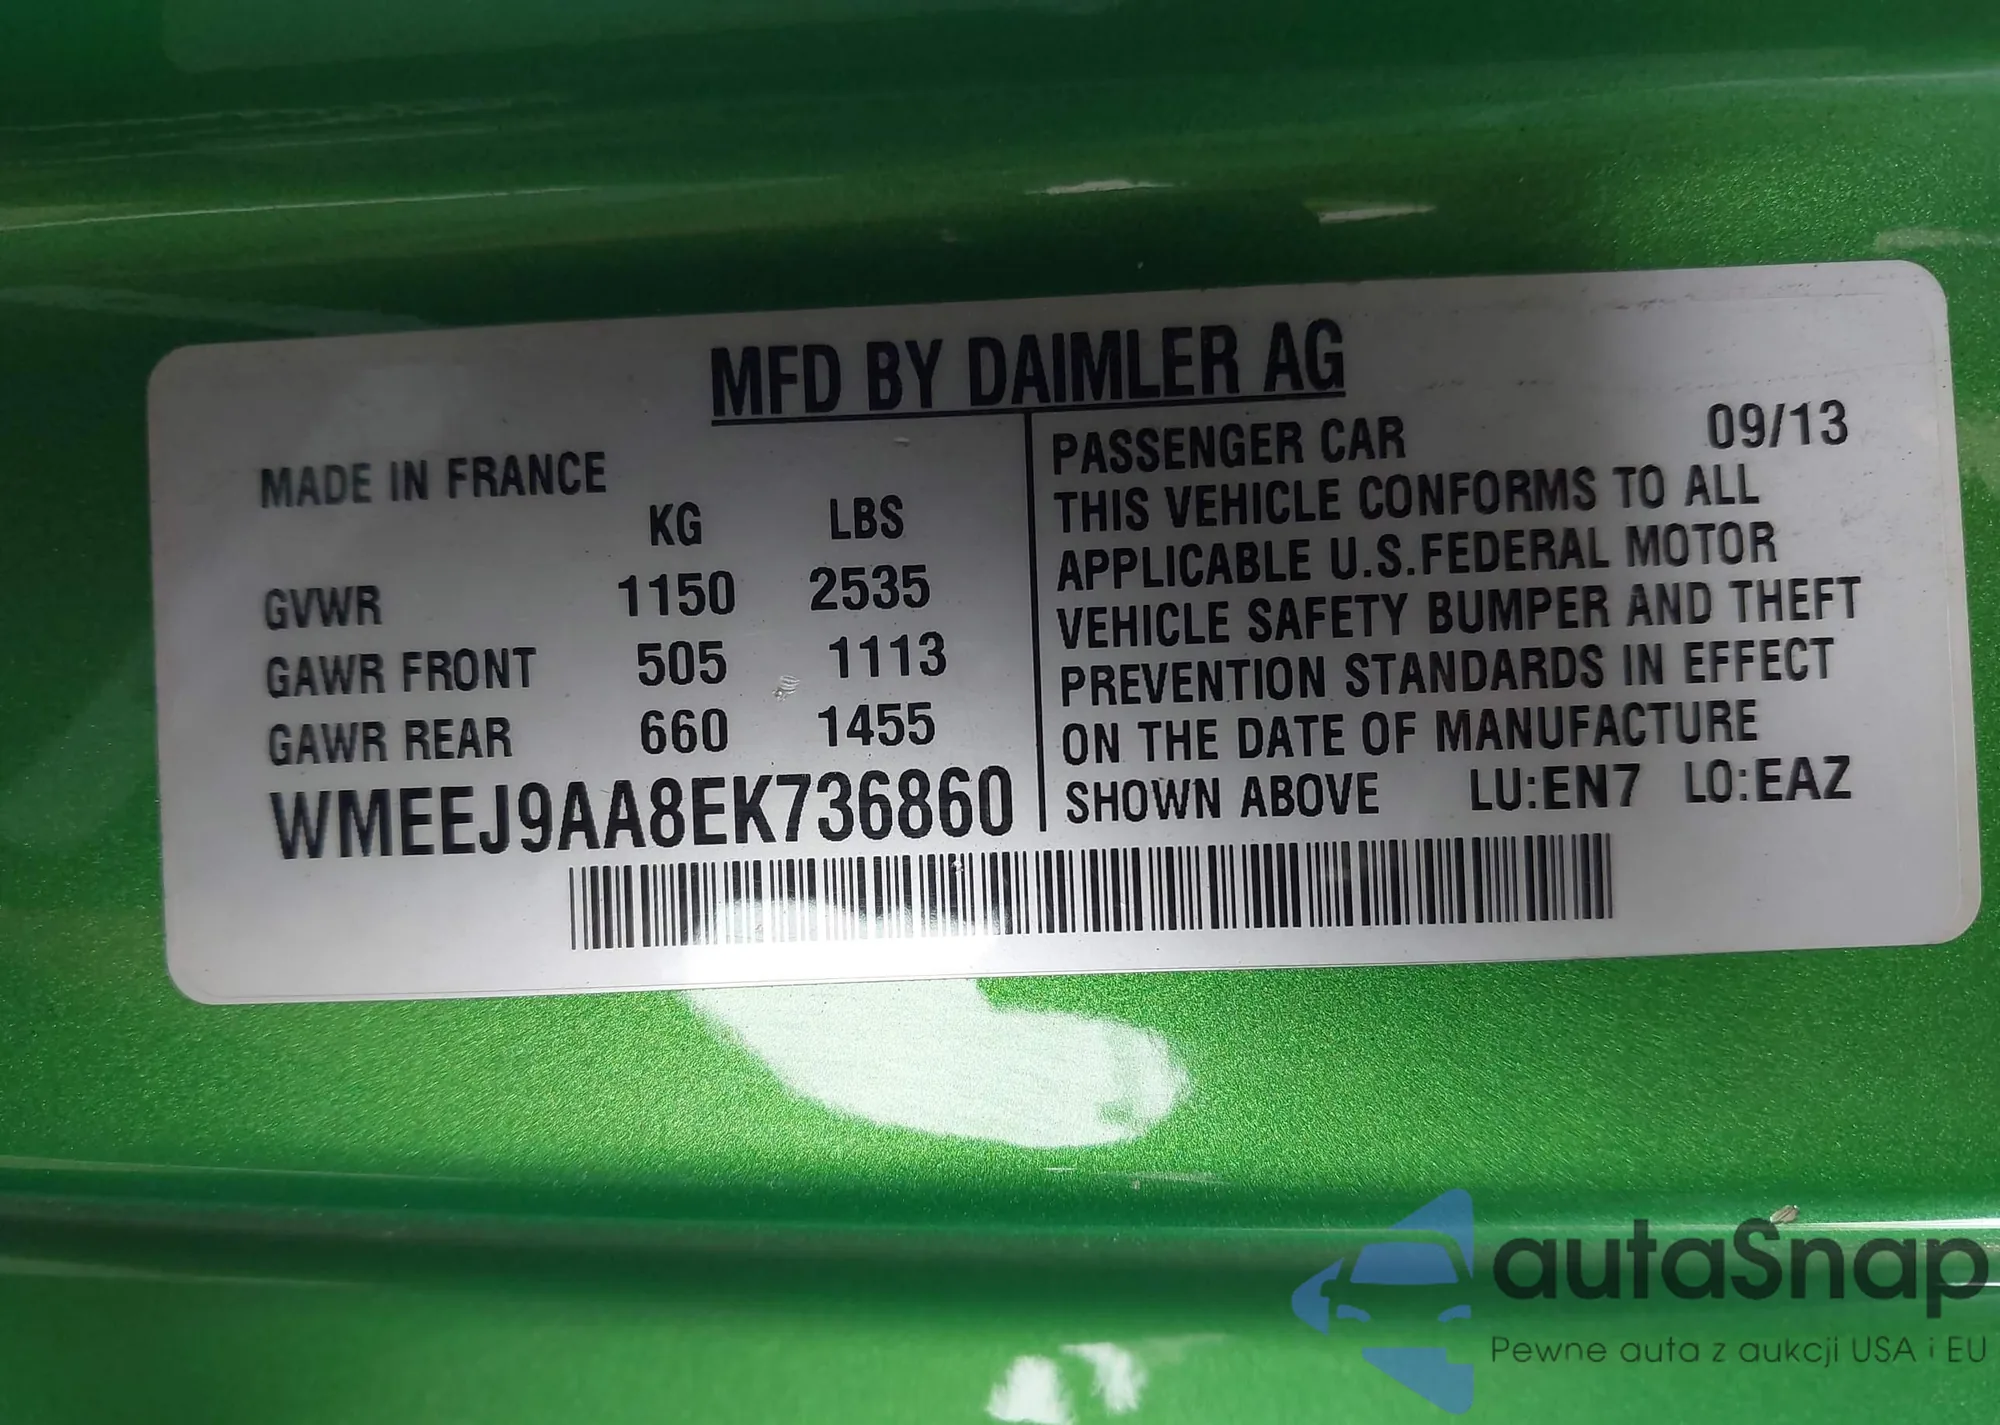 MFD BY DAIMLER AG
MADE IN FRANCE
KG LBS
GVWR 1150 2535
GAWR FRONT 505 1113
GAWR REAR 660 1455
WMEEJ9AA8EK736860
PASSENGER CAR 09/13
THIS VEHICLE CONFORMS TO ALL
APPLICABLE U.S.FEDERAL MOTOR
VEHICLE SAFETY BUMPER AND THEFT
PREVENTION STANDARDS IN EFFECT
ON THE DATE OF MANUFACTURE
SHOWN ABOVE LU:EN7 LO:EAZ
autaSnap
Pewne auta z aukcji USA i EU